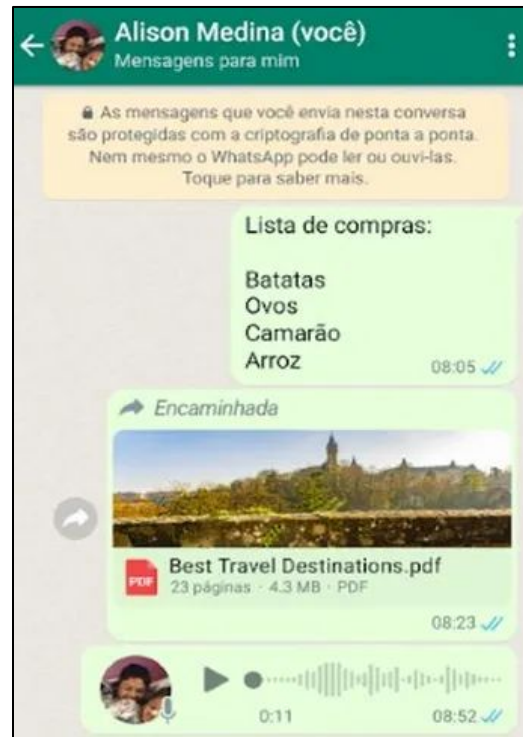 Alison Medina (você)
Mensagens para mim
As mensagens que você envia nesta conversa
são protegidas com a criptografia de ponta a ponta.
Nem mesmo o WhatsApp pode ler ou ouvi-las.
Toque para saber mais.
Lista de compras:
Batatas
Ovos
Camarão
Arroz
08:05
Encaminhada
PDF
Best Travel Destinations.pdf
23 páginas · 4.3 MB · PDF
08:23
0:11
08:52